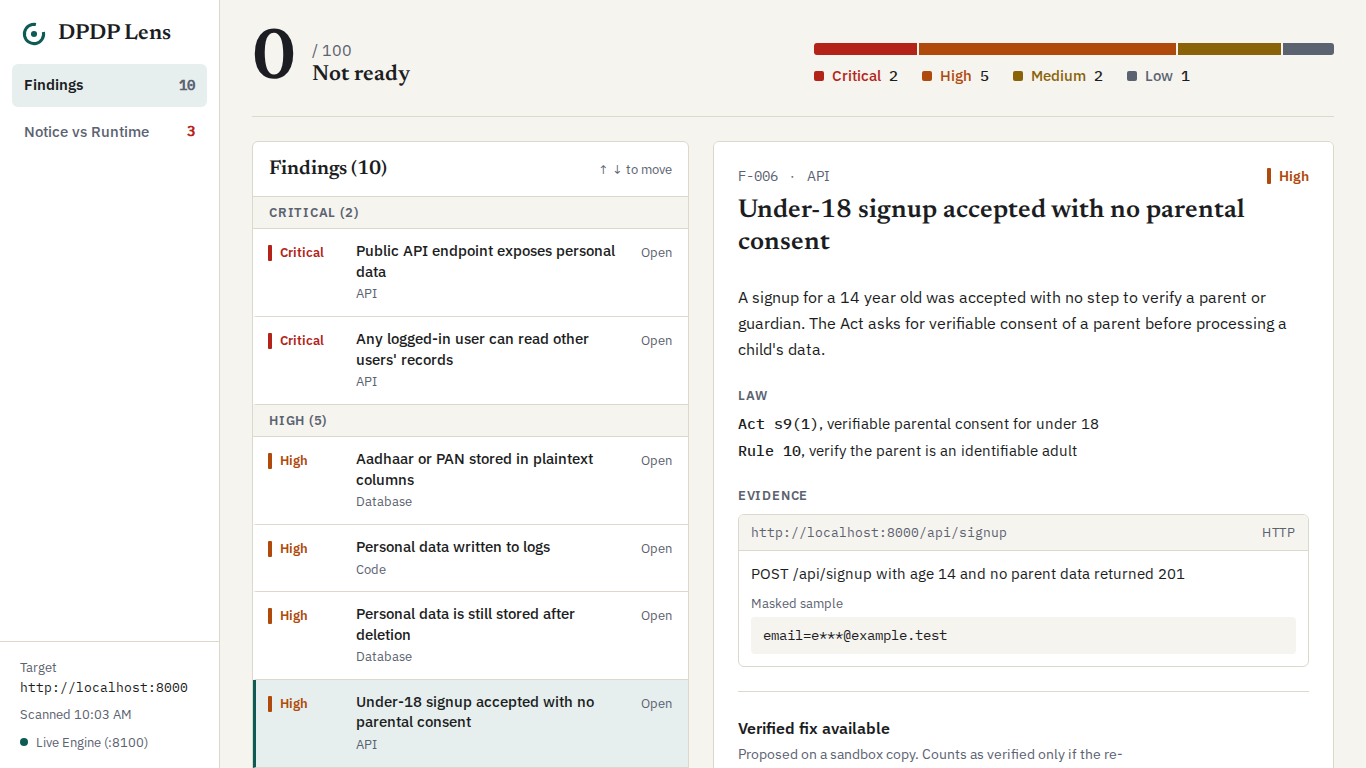 DPDP Lens
Findings 10
Notice vs Runtime 3
Target
http://localhost:8000
Scanned 10:03 AM
Live Engine (:8100)
0 / 100
Not ready
Critical 2 High 5 Medium 2 Low 1
Findings (10) ↑ ↓ to move
CRITICAL (2)
Critical Public API endpoint exposes personal Open
data
API
Critical Any logged-in user can read other Open
users' records
API
HIGH (5)
High Aadhaar or PAN stored in plaintext Open
columns
Database
High Personal data written to logs Open
Code
High Personal data is still stored after Open
deletion
Database
High Under-18 signup accepted with no Open
parental consent
API
F-006 · API High
Under-18 signup accepted with no parental
consent
A signup for a 14 year old was accepted with no step to verify a parent or
guardian. The Act asks for verifiable consent of a parent before processing a
child's data.
LAW
Act s9(1), verifiable parental consent for under 18
Rule 10, verify the parent is an identifiable adult
EVIDENCE
http://localhost:8000/api/signup HTTP
POST /api/signup with age 14 and no parent data returned 201
Masked sample
email=e***@example.test
Verified fix available
Proposed on a sandbox copy. Counts as verified only if the re-